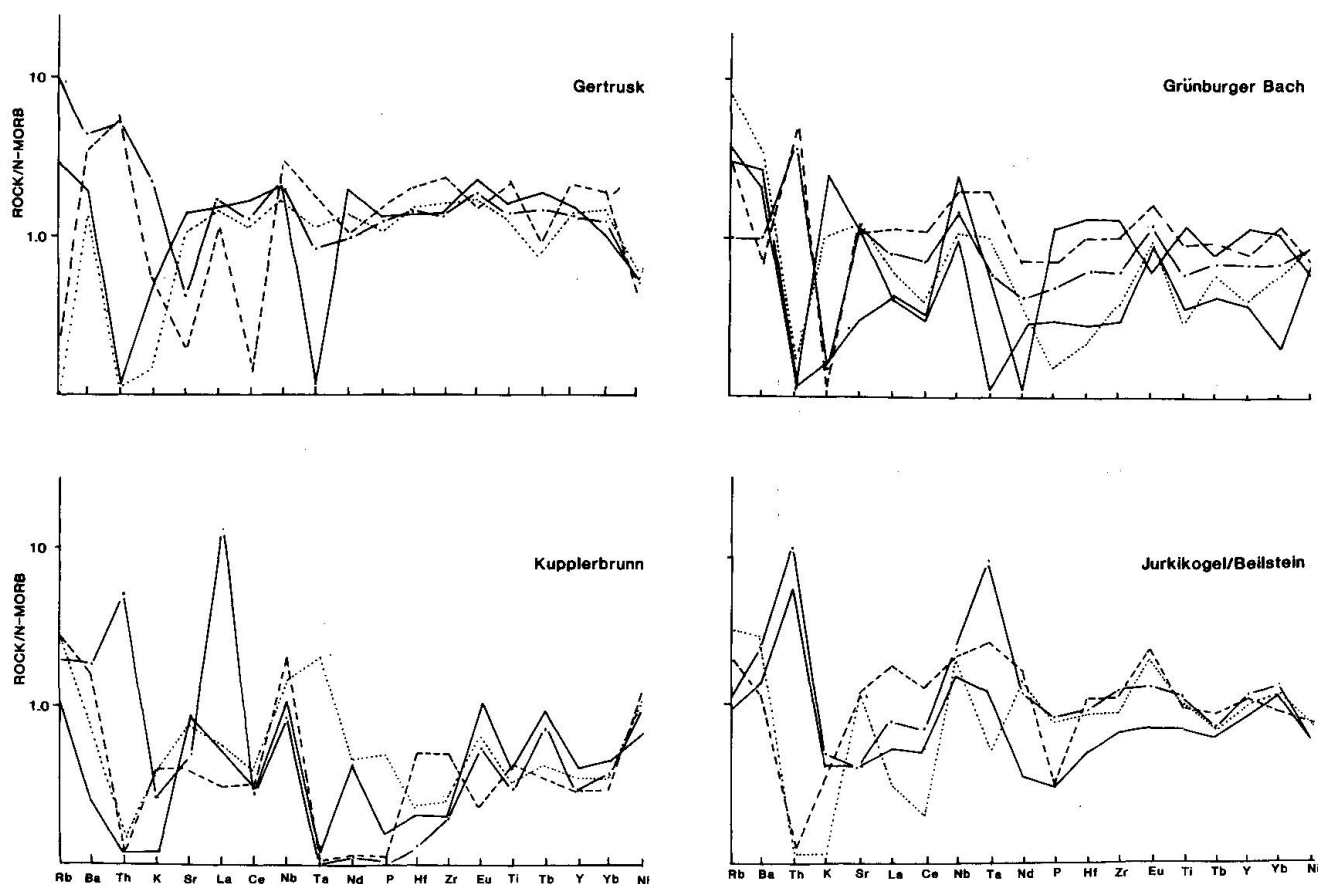 Gertrusk
10
ROCK/N-MORB
1.0
Grünburger Bach
Kupplerbrunn
10
ROCK/N-MORB
1.0
Rb Ba Th K Sr La Ce Nb Ta Nd P Hf Zr Eu Ti Tb Y Yb Ni
Jurkikogel/Beilstein
Rb Ba Th K Sr La Ce Nb Ta Nd P Hf Zr Eu Ti Tb Y Yb Ni